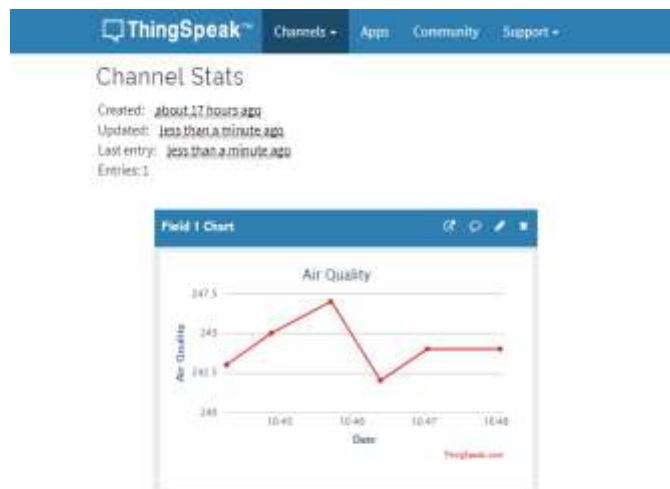 ThingSpeak™ Channels Apps Community Support
Channel Stats
Created: about 17 hours ago
Updated: less than a minute ago
Last entry: less than a minute ago
Entries: 1
Field 1 Chart
Air Quality
247.5
245
242.5
240
Air Quality
10:45 10:46 10:47 10:48
Date
ThingSpeak.com